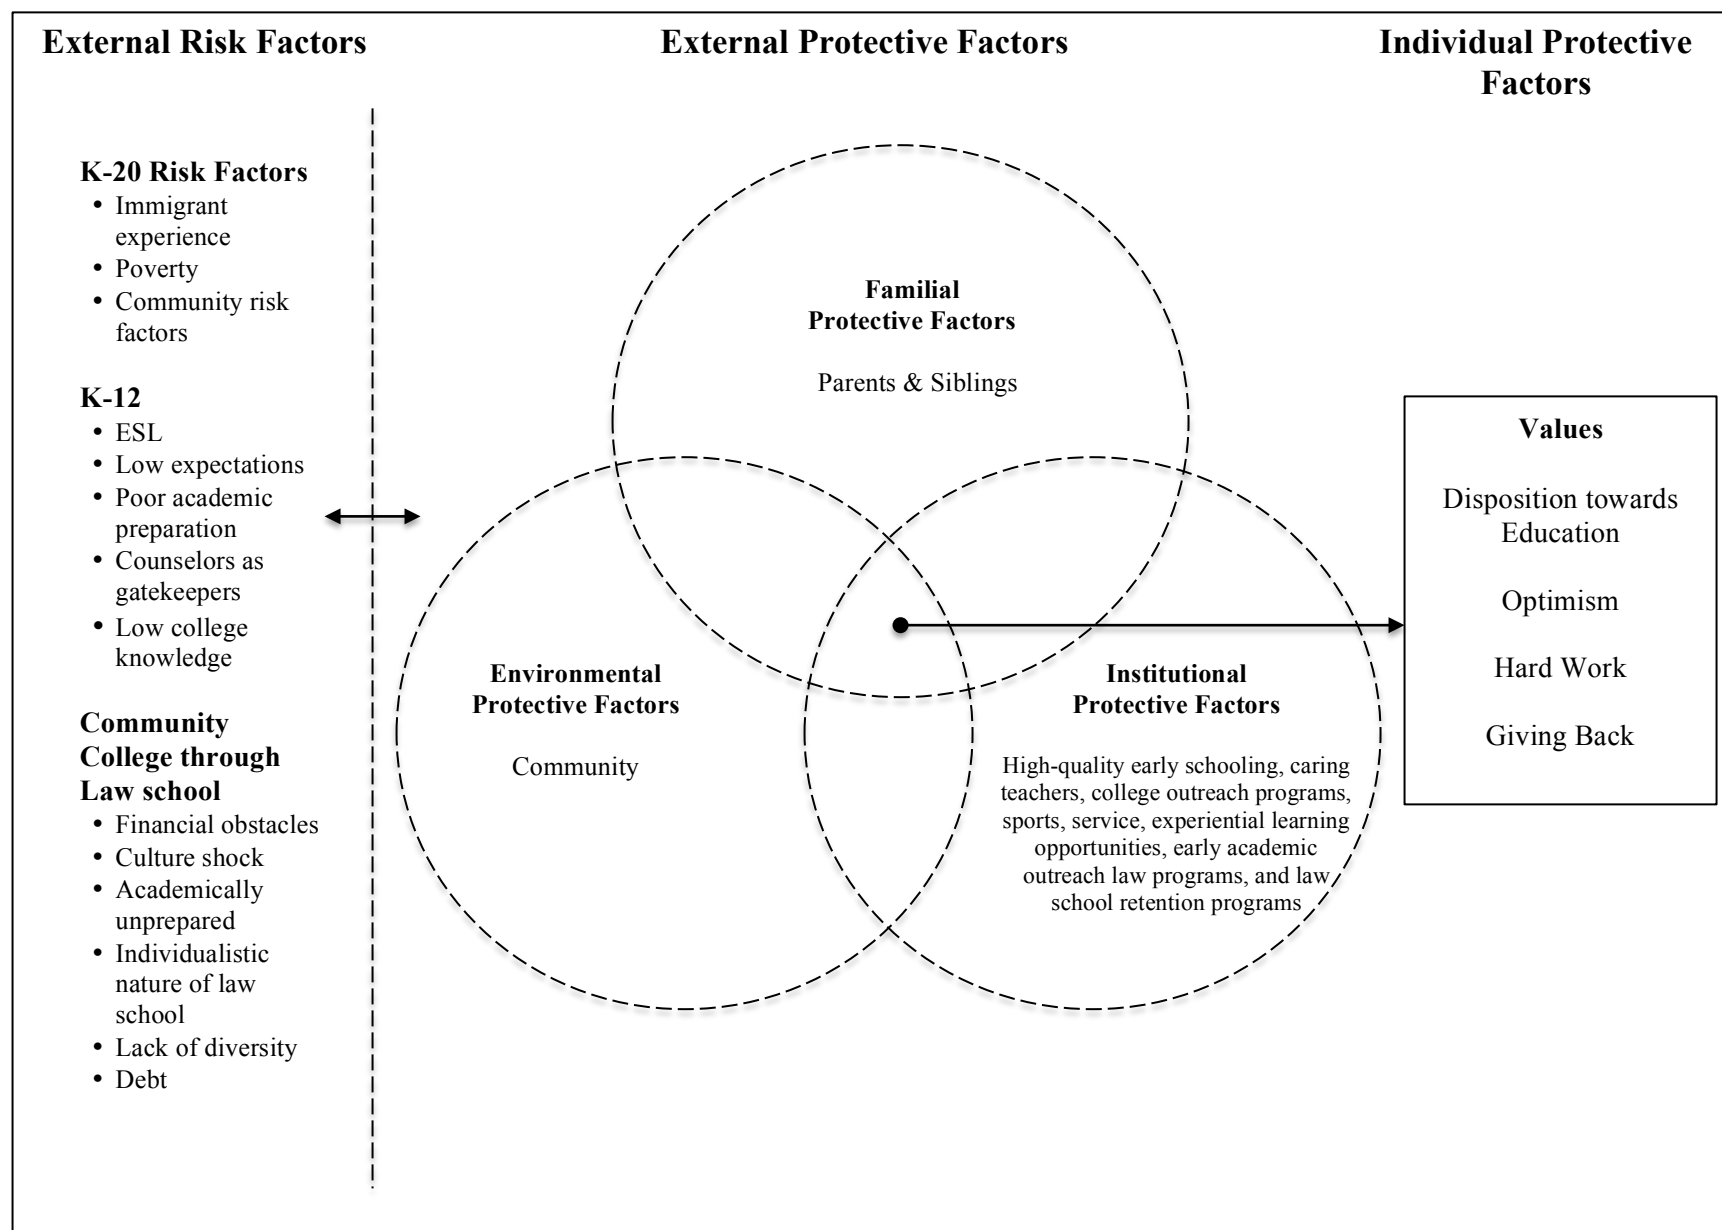 External Risk Factors
External Protective Factors
Individual Protective
Factors
K-20 Risk Factors
• Immigrant
experience
• Poverty
• Community risk
factors
K-12
• ESL
• Low expectations
• Poor academic
preparation
• Counselors as
gatekeepers
• Low college
knowledge
Community
College through
Law school
• Financial obstacles
• Culture shock
• Academically
unprepared
• Individualistic
nature of law
school
• Lack of diversity
• Debt
Familial
Protective Factors
Parents & Siblings
Environmental
Protective Factors
Community
Institutional
Protective Factors
High-quality early schooling, caring
teachers, college outreach programs,
sports, service, experiential learning
opportunities, early academic
outreach law programs, and law
school retention programs
Values
Disposition towards
Education
Optimism
Hard Work
Giving Back